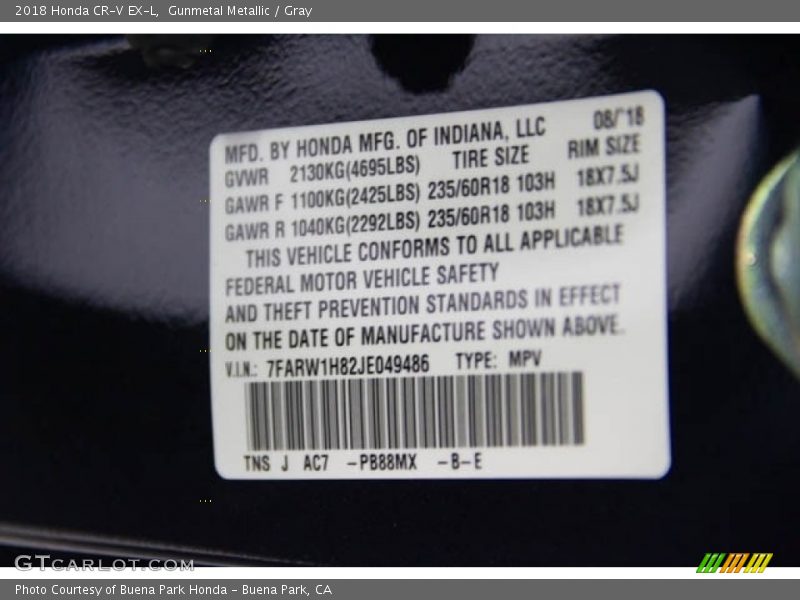 2018 Honda CR-V EX-L, Gunmetal Metallic / Gray
MFD. BY HONDA MFG. OF INDIANA, LLC 08/'18
GVWR 2130KG(4695LBS) TIRE SIZE RIM SIZE
GAWR F 1100KG(2425LBS) 235/60R18 103H 18X7.5J
GAWR R 1040KG(2292LBS) 235/60R18 103H 18X7.5J
THIS VEHICLE CONFORMS TO ALL APPLICABLE
FEDERAL MOTOR VEHICLE SAFETY
AND THEFT PREVENTION STANDARDS IN EFFECT
ON THE DATE OF MANUFACTURE SHOWN ABOVE.
V.I.N.: 7FARW1H82JE049486 TYPE: MPV
TNS J AC7 -PB88MX -B-E
GTCARLOT.COM
Photo Courtesy of Buena Park Honda - Buena Park, CA